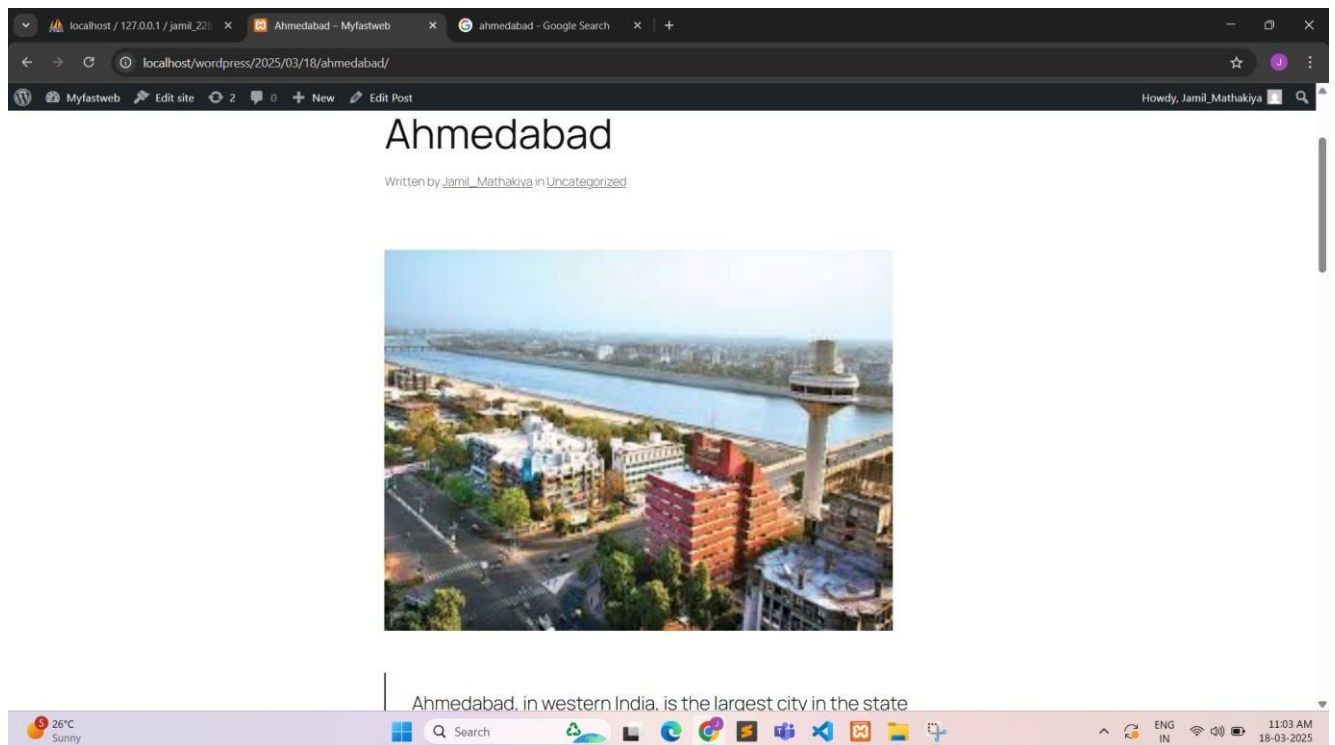 localhost / 127.0.0.1 / jamil_228
Ahmedabad – Myfastweb
ahmedabad - Google Search
localhost/wordpress/2025/03/18/ahmedabad/
J
Myfastweb Edit site 2 0 New Edit Post Howdy, Jamil_Mathakiya
Ahmedabad
Written by Jamil_Mathakiya in Uncategorized
Ahmedabad, in western India, is the largest city in the state
5
26°C
Sunny
Search
ENG
IN
11:03 AM
18-03-2025